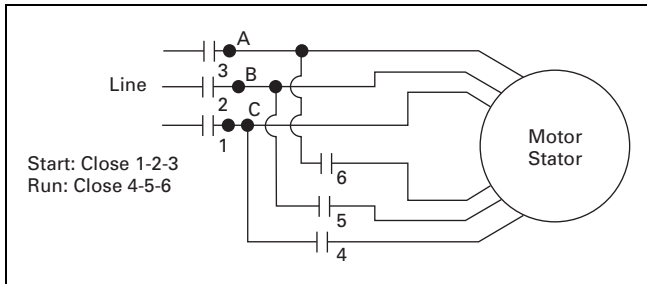 A
3
Line
B
2
C
1
Start: Close 1-2-3
Run: Close 4-5-6
6
5
4
Motor
Stator